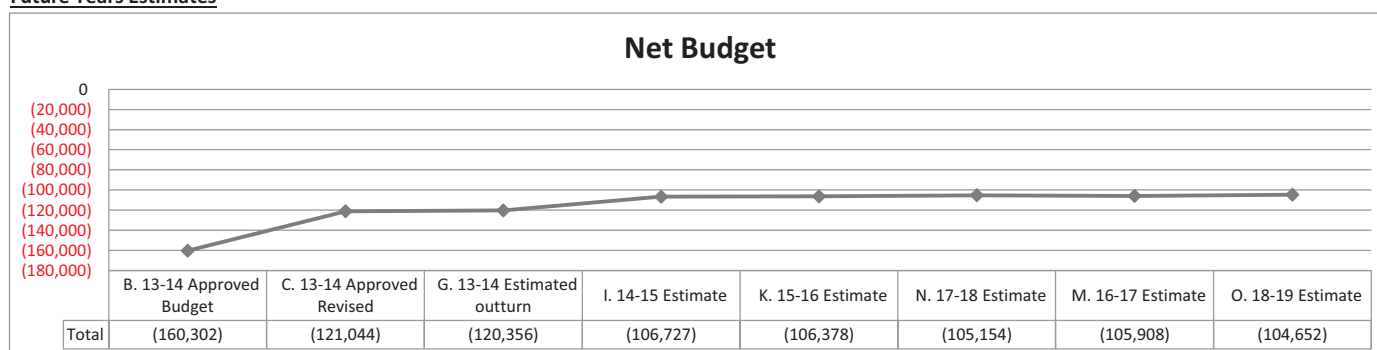 Future Years Estimates
Net Budget
0
(20,000)
(40,000)
(60,000)
(80,000)
(100,000)
(120,000)
(140,000)
(160,000)
(180,000)
B. 13-14 Approved Budget C. 13-14 Approved Revised G. 13-14 Estimated outturn I. 14-15 Estimate K. 15-16 Estimate N. 17-18 Estimate M. 16-17 Estimate O. 18-19 Estimate
Total (160,302) (121,044) (120,356) (106,727) (106,378) (105,154) (105,908) (104,652)